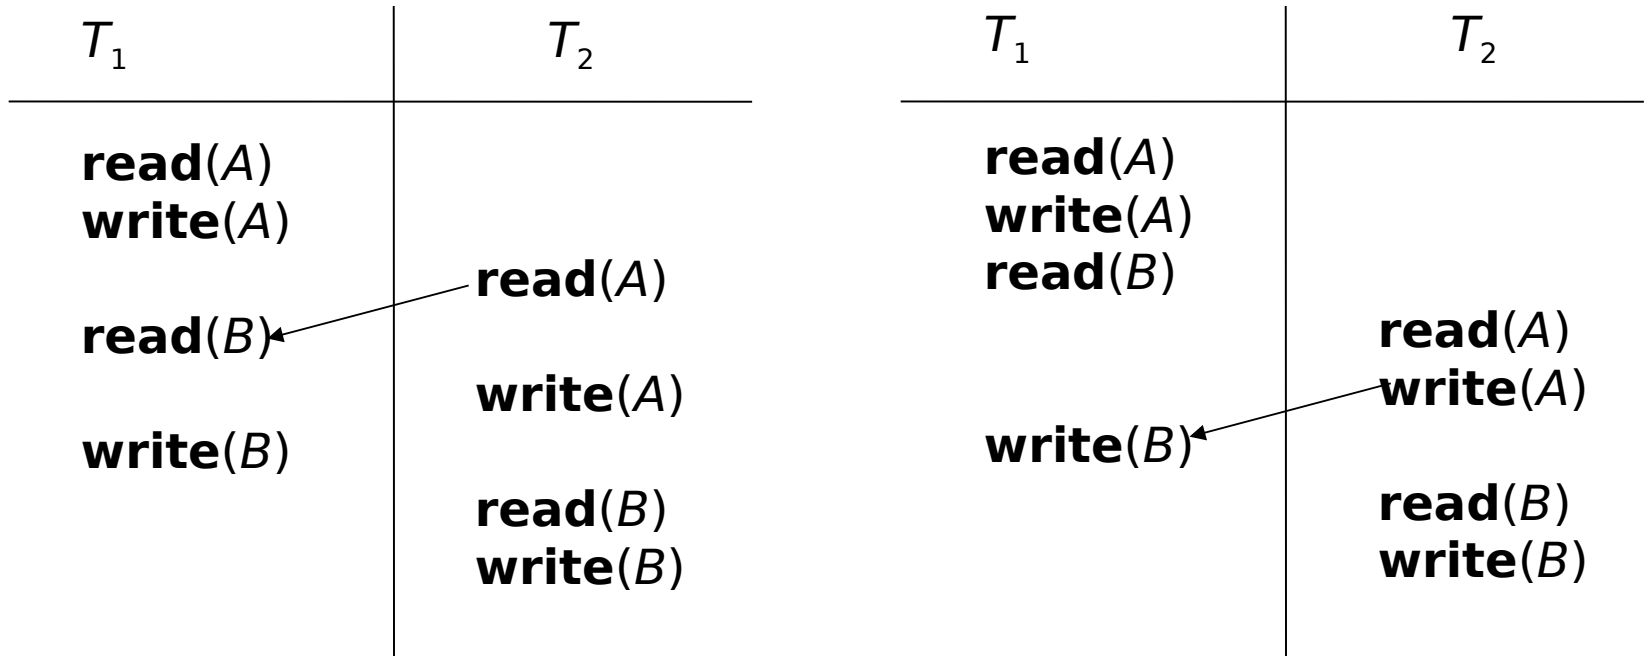 T1 T2
read(A)
write(A)
read(A)
read(B)
write(A)
write(B)
read(B)
write(B)
T1 T2
read(A)
write(A)
read(B)
read(A)
write(A)
write(B)
read(B)
write(B)